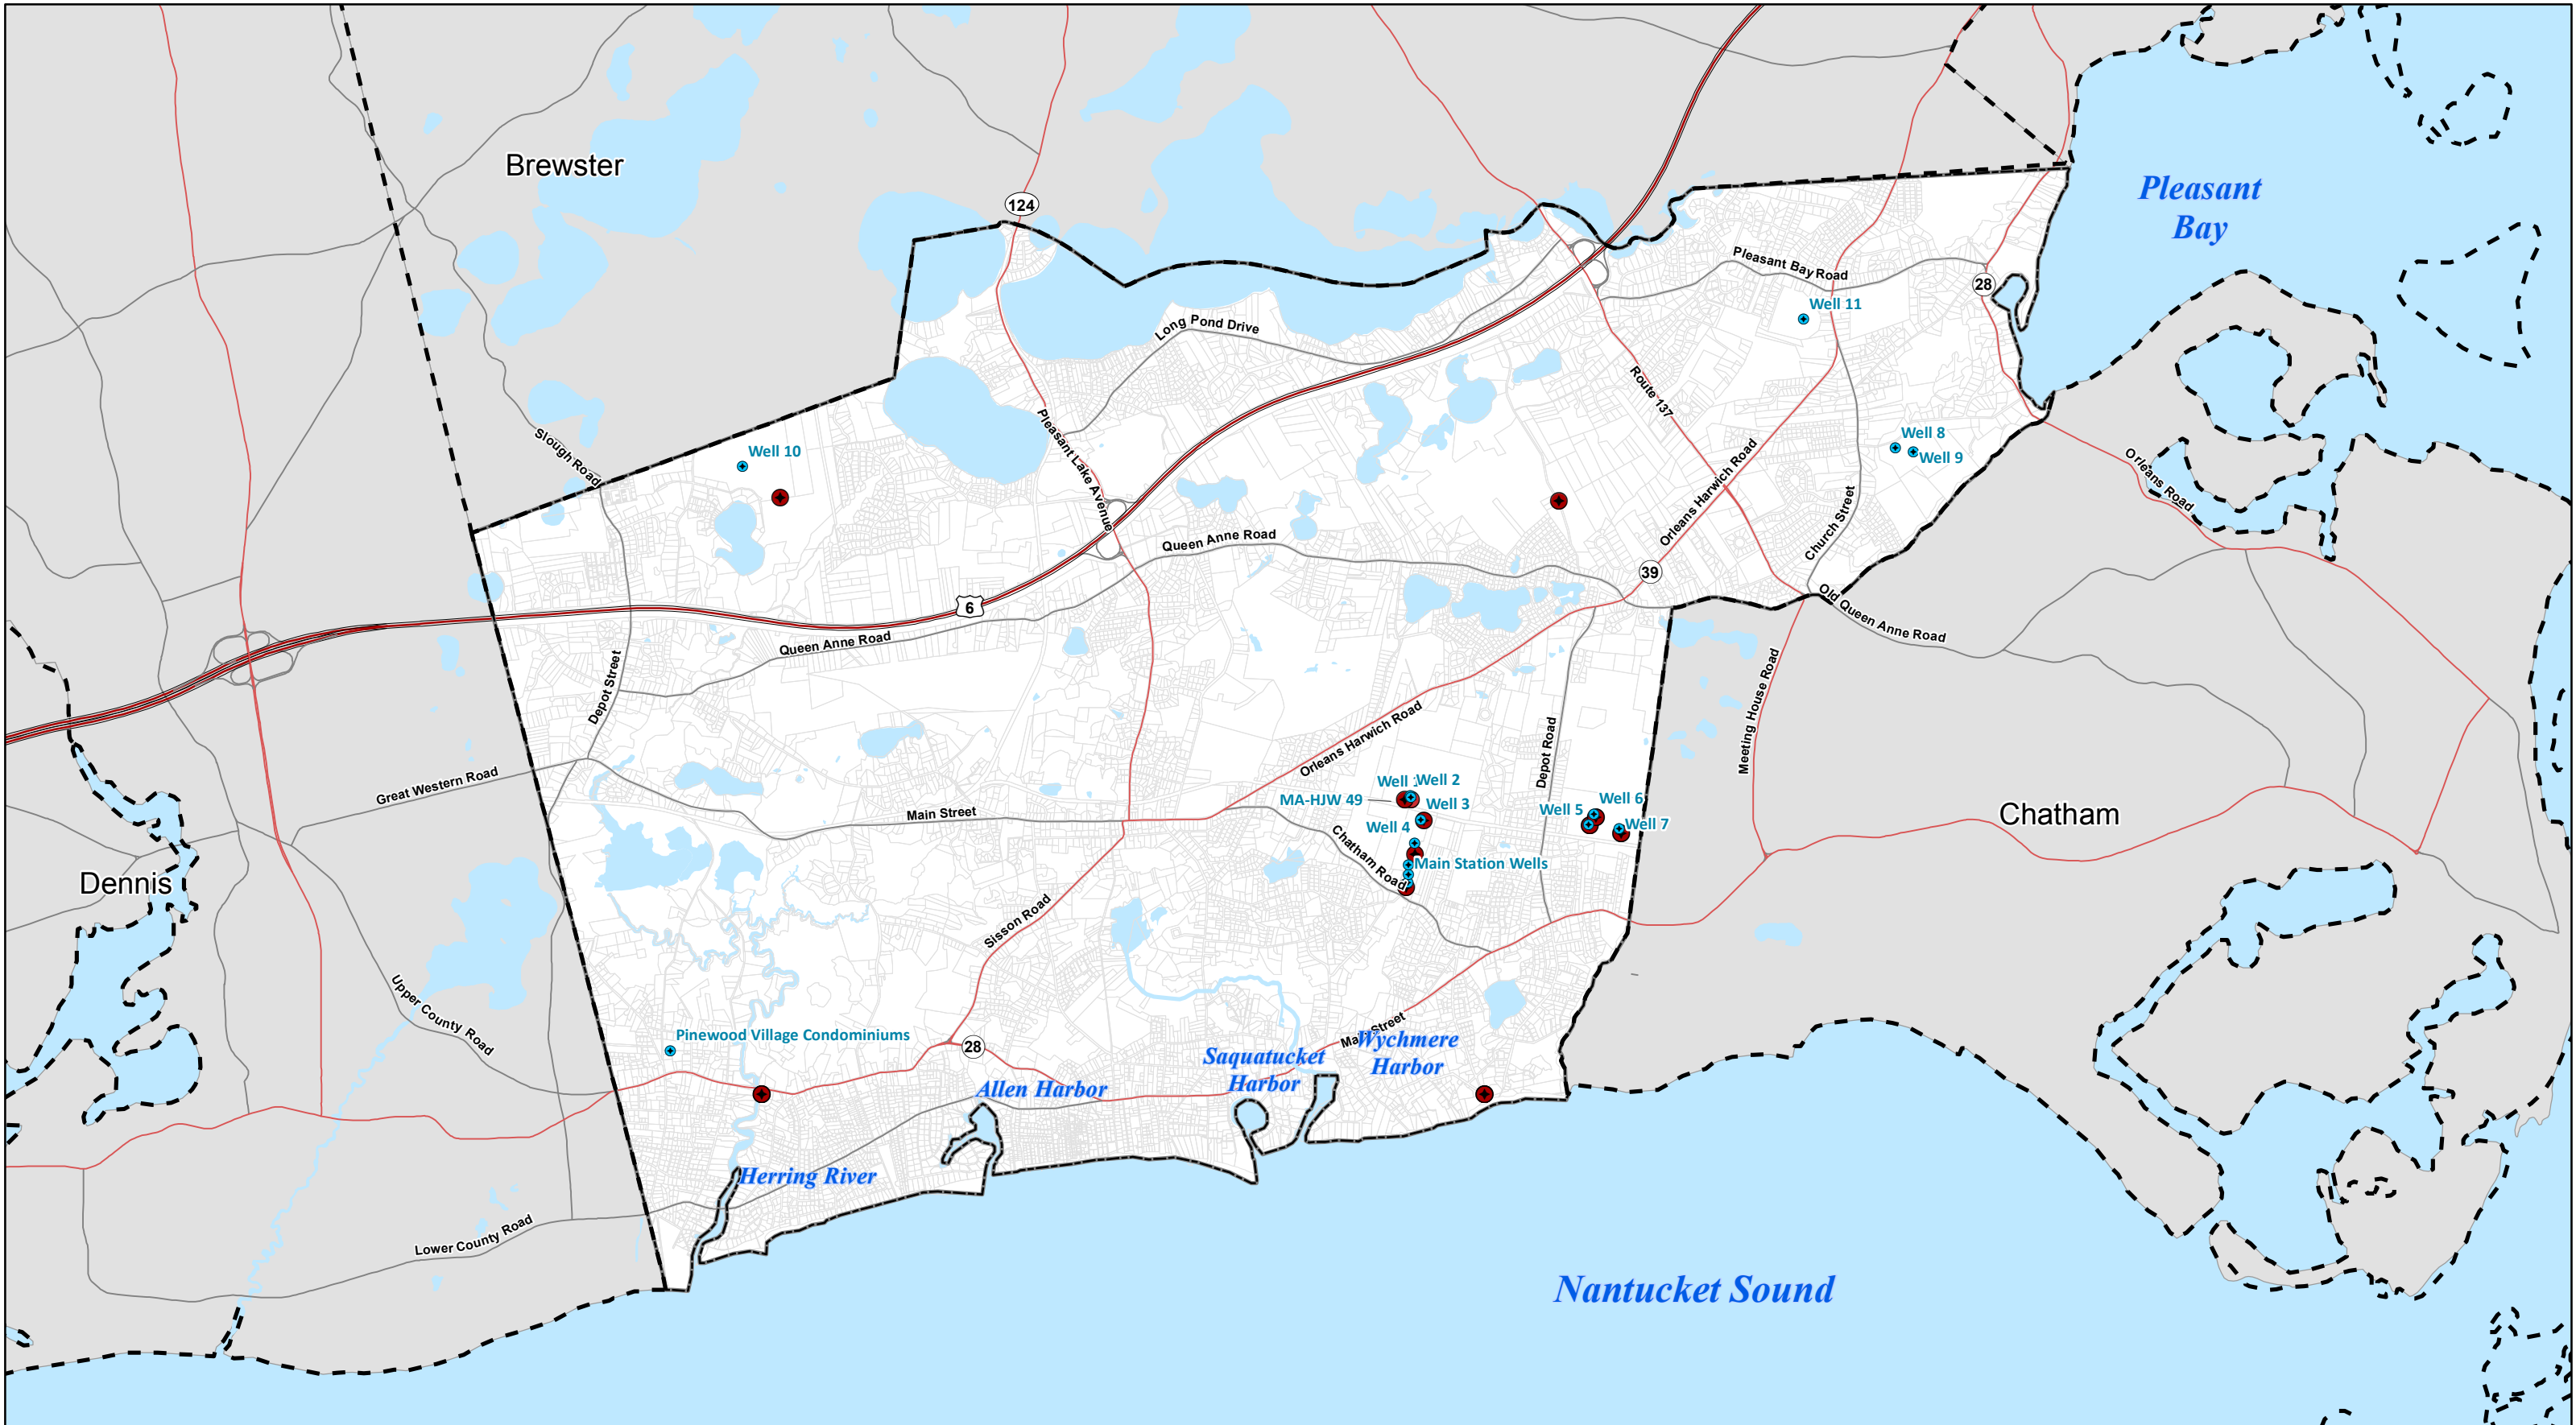 Brewster
Pleasant
Bay
124
Pleasant Bay Road
28
Well 11
Long Pond Drive
Route 137
Pleasant Lake Avenue
Slough Road
Well 10
Well 8
Well 9
Orleans Road
Orleans Harwich Road
Church Street
Queen Anne Road
39
6
Old Queen Anne Road
Queen Anne Road
Depot Street
Meeting House Road
Orleans Harwich Road
Depot Road
Great Western Road
Main Street
Well
Well 2
MA-HJW 49
Well 3
Well 4
Well 5
Well 6
Well 7
Chatham
Chatham Road
Main Station Wells
Dennis
Sisson Road
Upper County Road
Pinewood Village Condominiums
28
Street
Wychmere
Harbor
Saquatucket
Harbor
Allen Harbor
Herring River
Lower County Road
Nantucket Sound